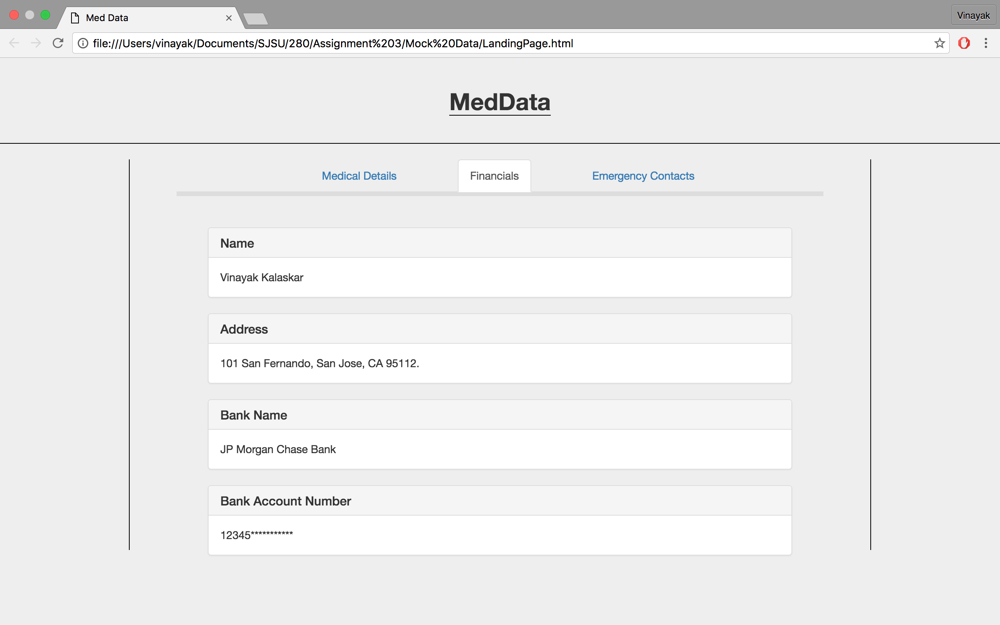 Med Data
Vinayak
file:///Users/vinayak/Documents/SJSU/280/Assignment%203/Mock%20Data/LandingPage.html
MedData
Medical Details Financials Emergency Contacts
Name
Vinayak Kalaskar
Address
101 San Fernando, San Jose, CA 95112.
Bank Name
JP Morgan Chase Bank
Bank Account Number
12345***********